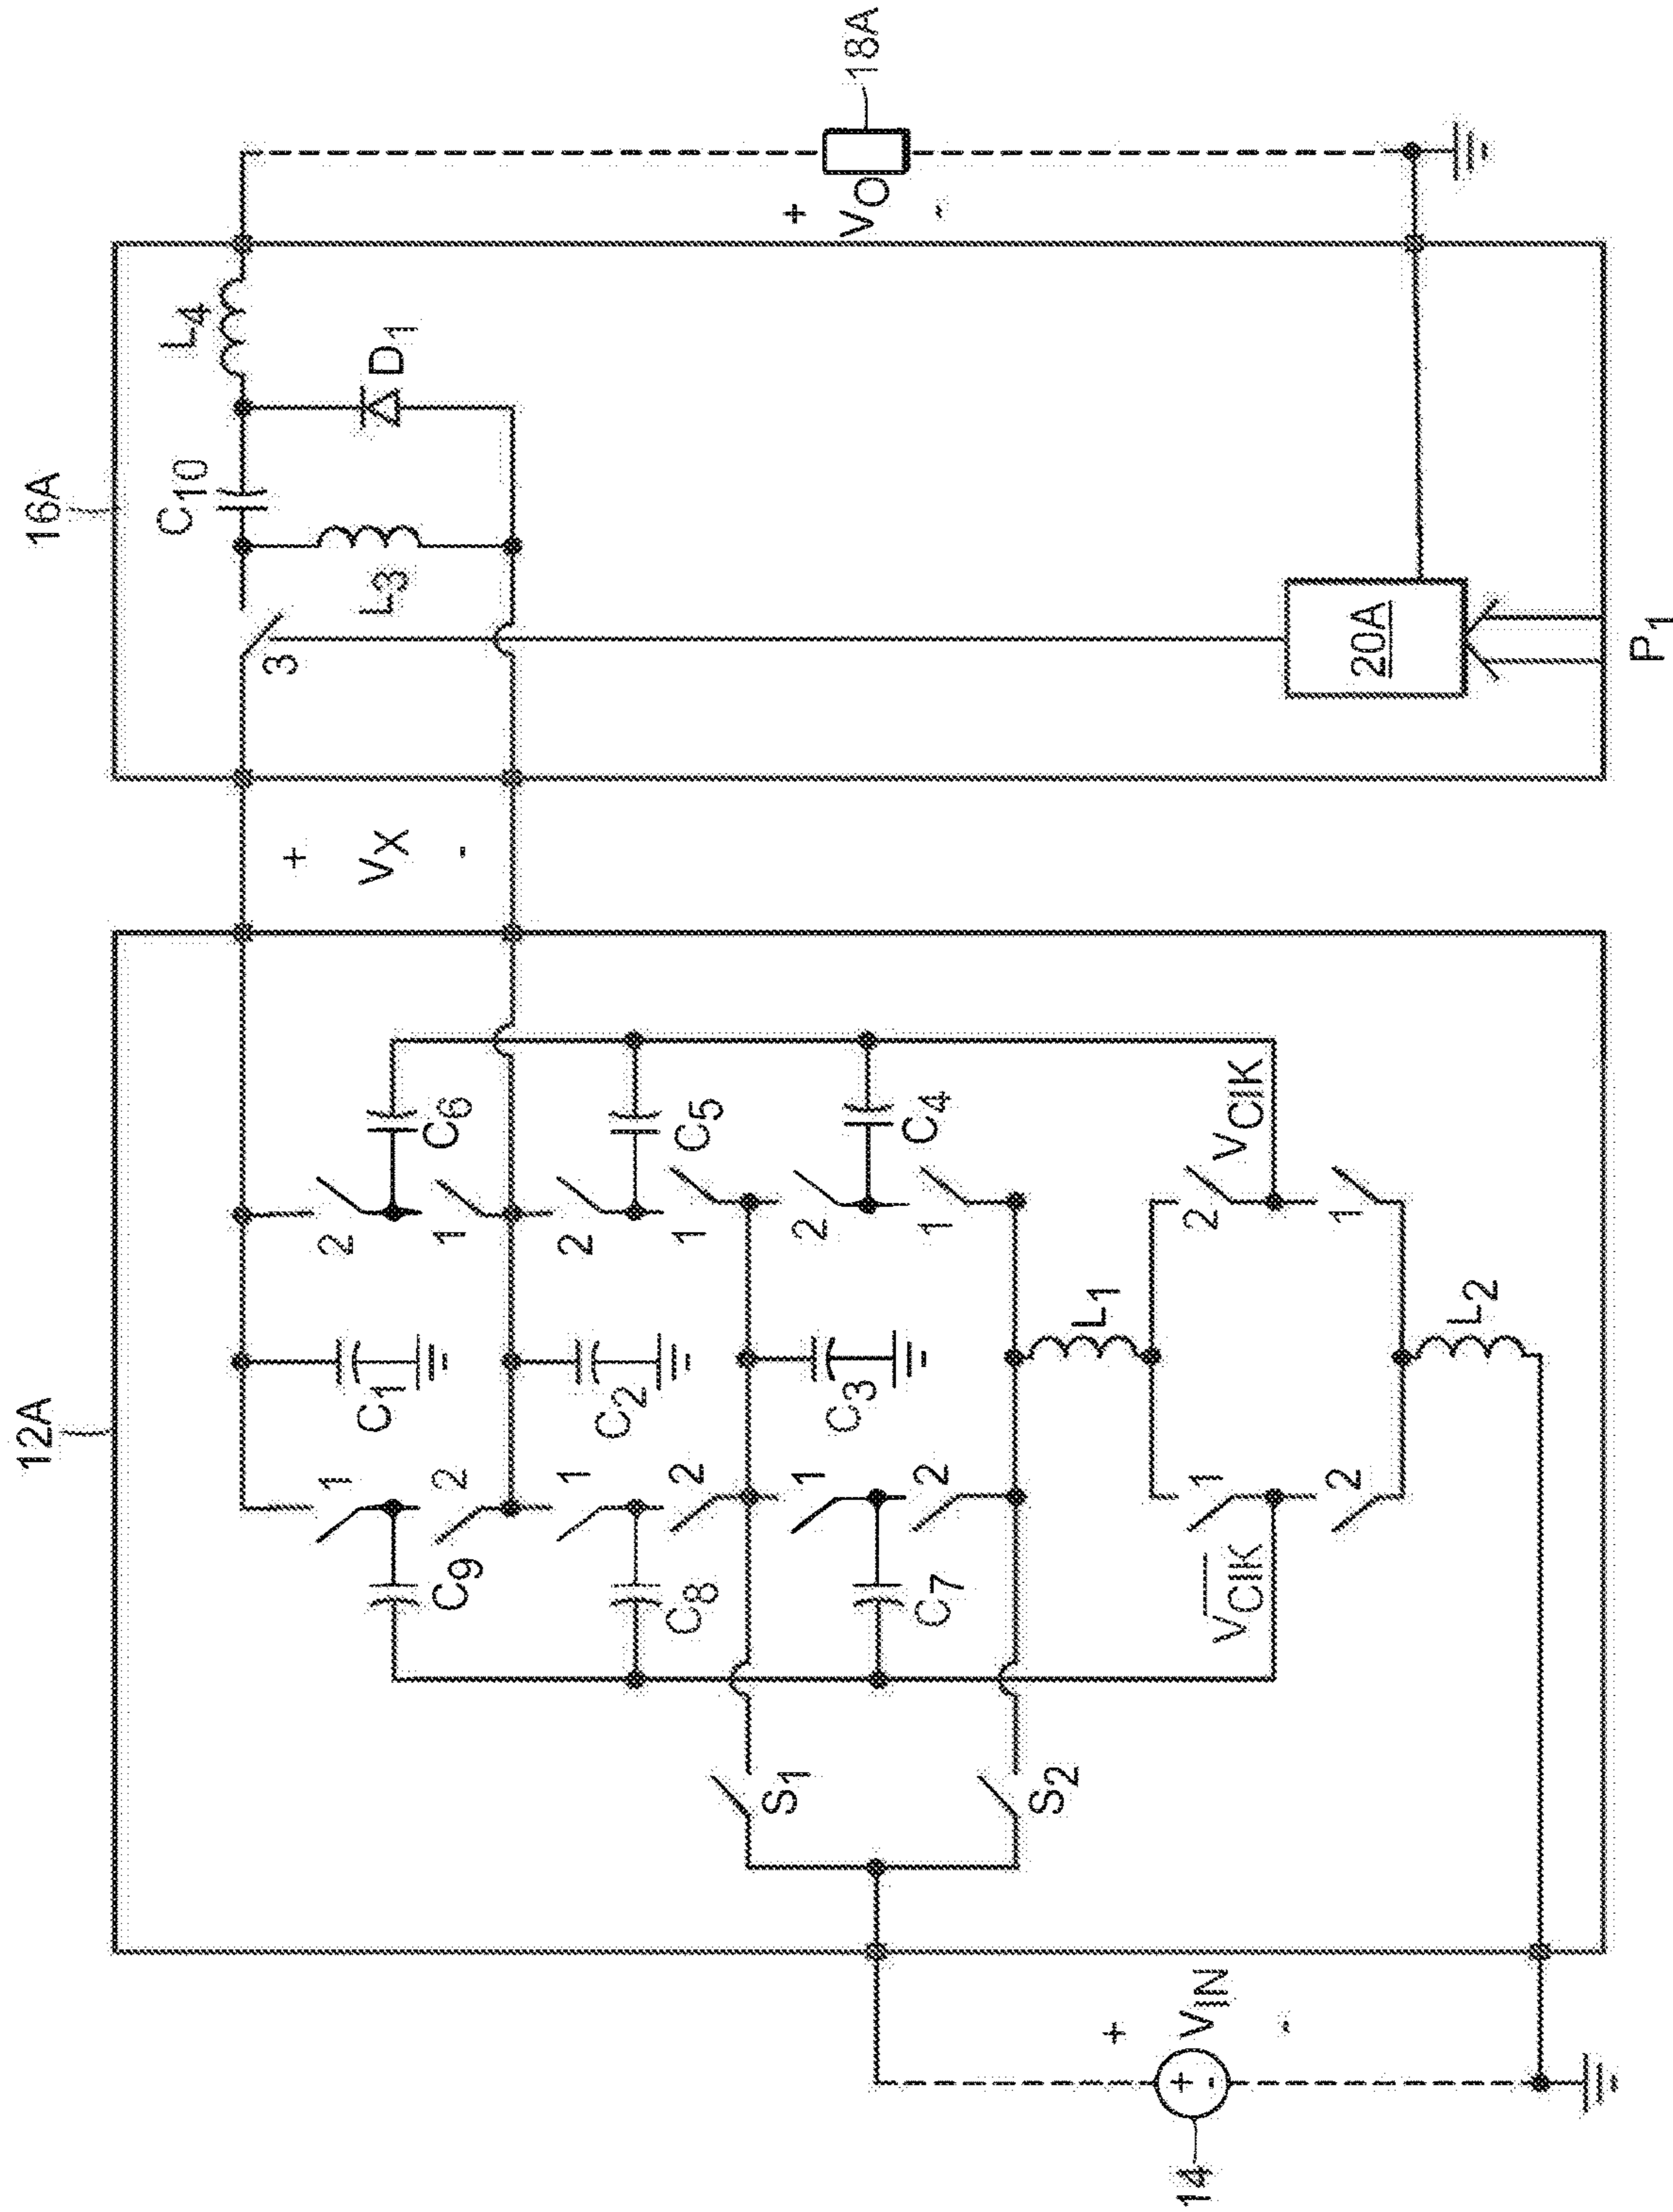 12A
16A
14
+
VIN
-
+
-
S1
S2
C9
C8
C7
1
2
1
2
1
2
C1
C2
C3
2
1
2
1
2
1
C6
C5
C4
L1
1
2
2
1
VCIK
VCIK
L2
+
VX
-
3
L3
C10
D1
L4
20A
P1
+
VO
-
18A